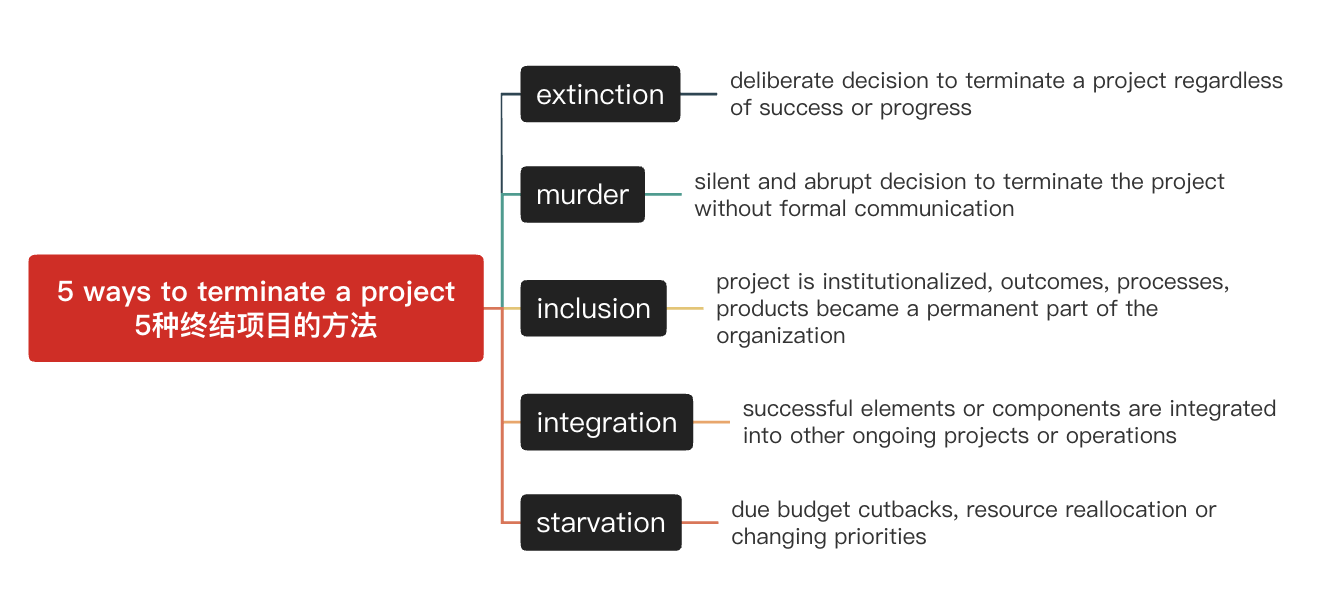 5 ways to terminate a project
5种终结项目的方法
extinction
deliberate decision to terminate a project regardless
of success or progress
murder
silent and abrupt decision to terminate the project
without formal communication
inclusion
project is institutionalized, outcomes, processes,
products became a permanent part of the
organization
integration
successful elements or components are integrated
into other ongoing projects or operations
starvation
due budget cutbacks, resource reallocation or
changing priorities